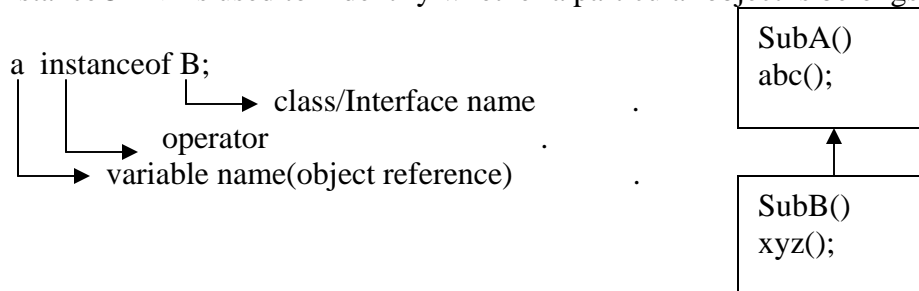 SubA()
a instanceof B;
abc();
class/Interface name .
operator .
variable name(object reference) .
SubB()
xyz();